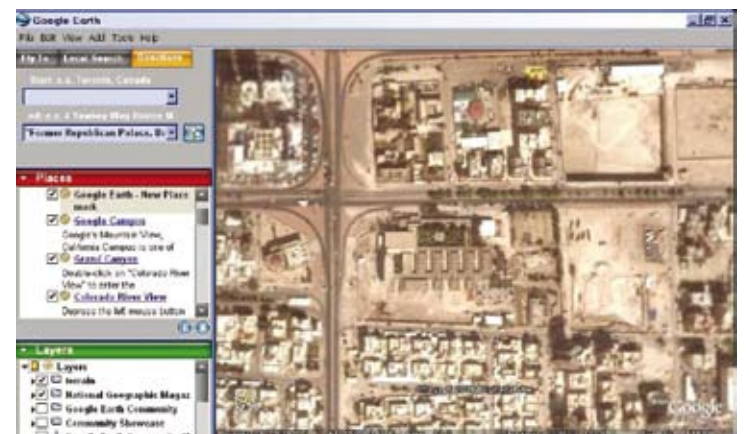 Google Earth
File Edit View Add Tools Help
Fly To Local Search Directions
Start e.g. Toronto, Canada
"Former Republican Palace,
Places
Google Earth - New Place
mark
Google Campus
Google's Mountain View,
California Campus is one of
Grand Canyon
Double-click on "Colorado River
View" to enter the
Colorado River View
Depress the left mouse button
Layers
Layers
terrain
National Geographic Magaz
Google Earth Community
Community Showcase
Google